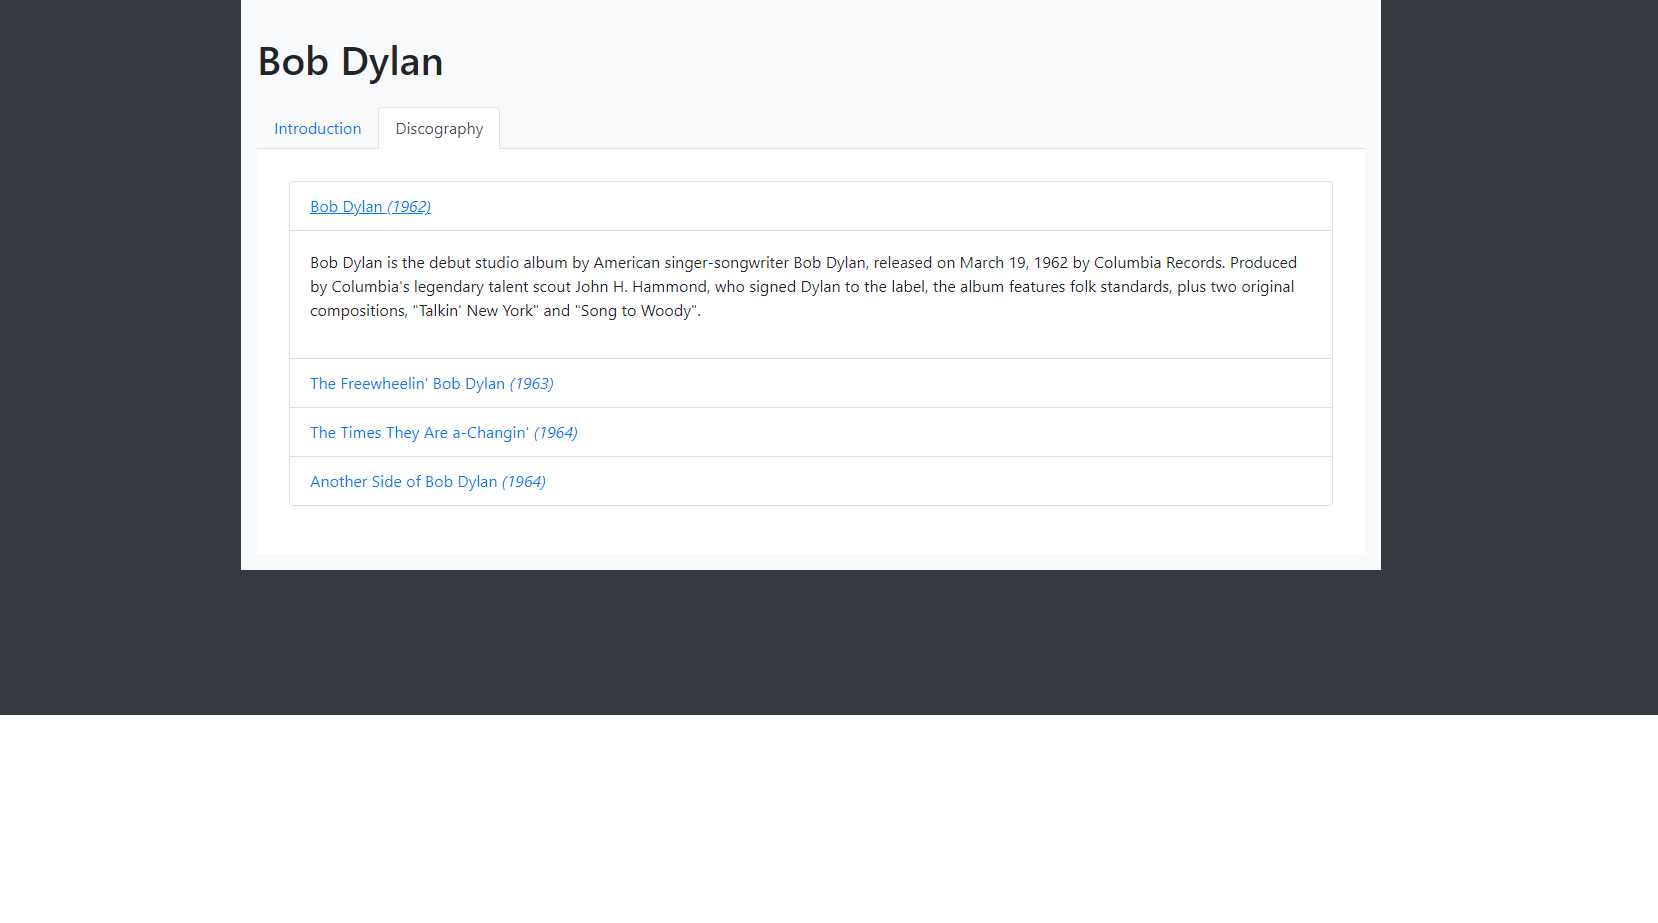 Bob Dylan
Introduction Discography
Bob Dylan (1962)
Bob Dylan is the debut studio album by American singer-songwriter Bob Dylan, released on March 19, 1962 by Columbia Records. Produced
by Columbia's legendary talent scout John H. Hammond, who signed Dylan to the label, the album features folk standards, plus two original
compositions, "Talkin' New York" and "Song to Woody".
The Freewheelin' Bob Dylan (1963)
The Times They Are a-Changin' (1964)
Another Side of Bob Dylan (1964)